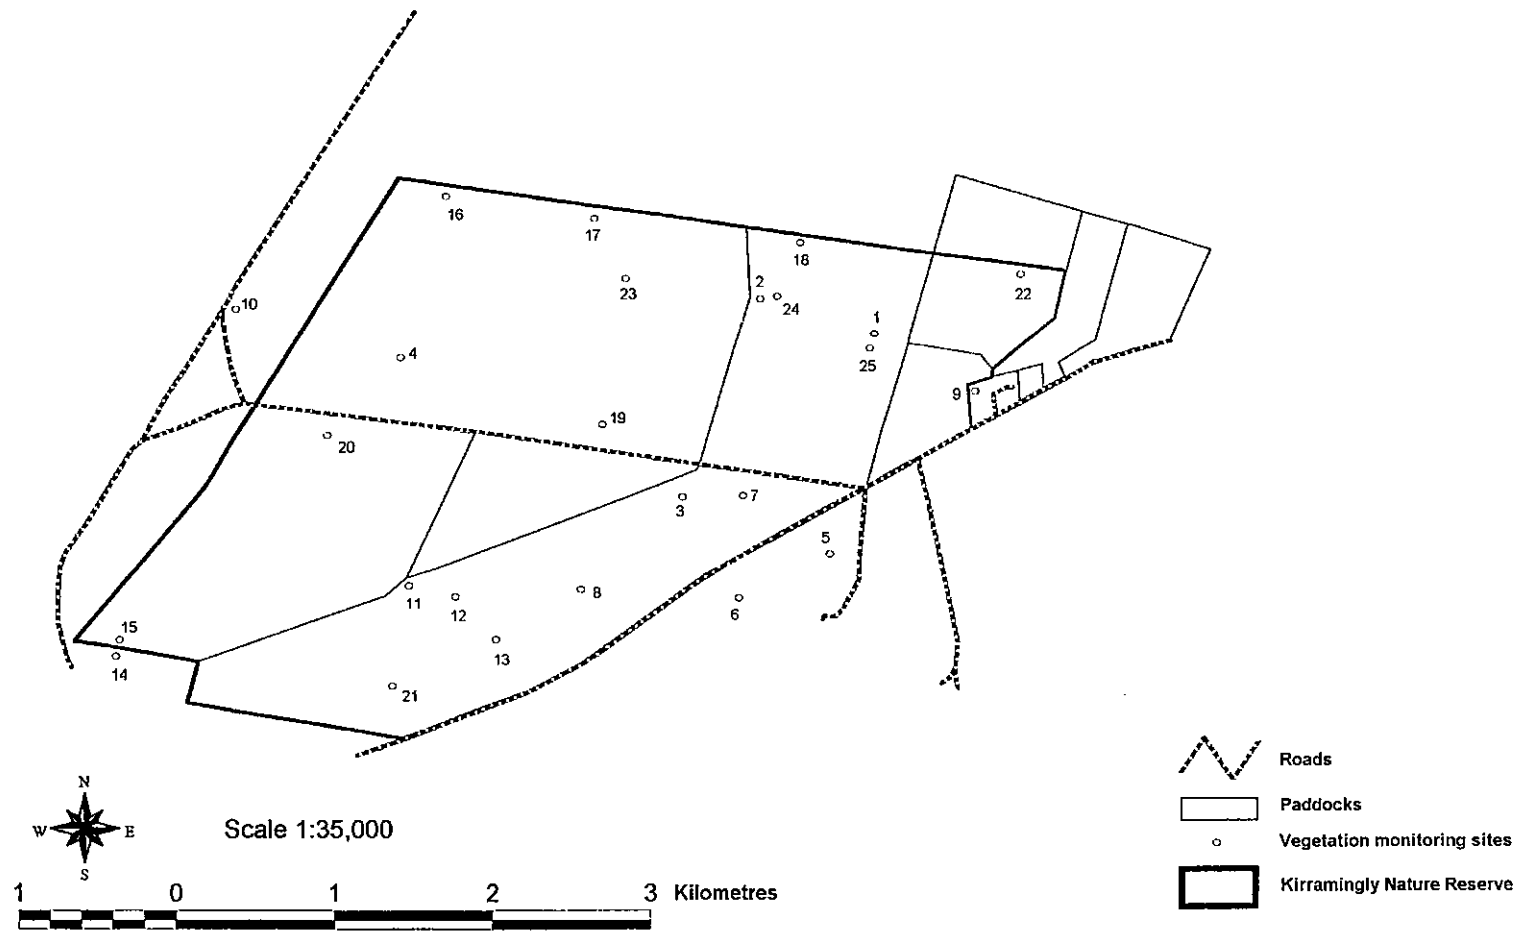 16
17
18
2
24
23
22
10
1
25
4
9
19
20
3
7
5
11
12
8
6
15
14
13
21
N
W E
S
Scale 1:35,000
1 0 1 2 3 Kilometres
Roads
Paddocks
Vegetation monitoring sites
Kirramingly Nature Reserve